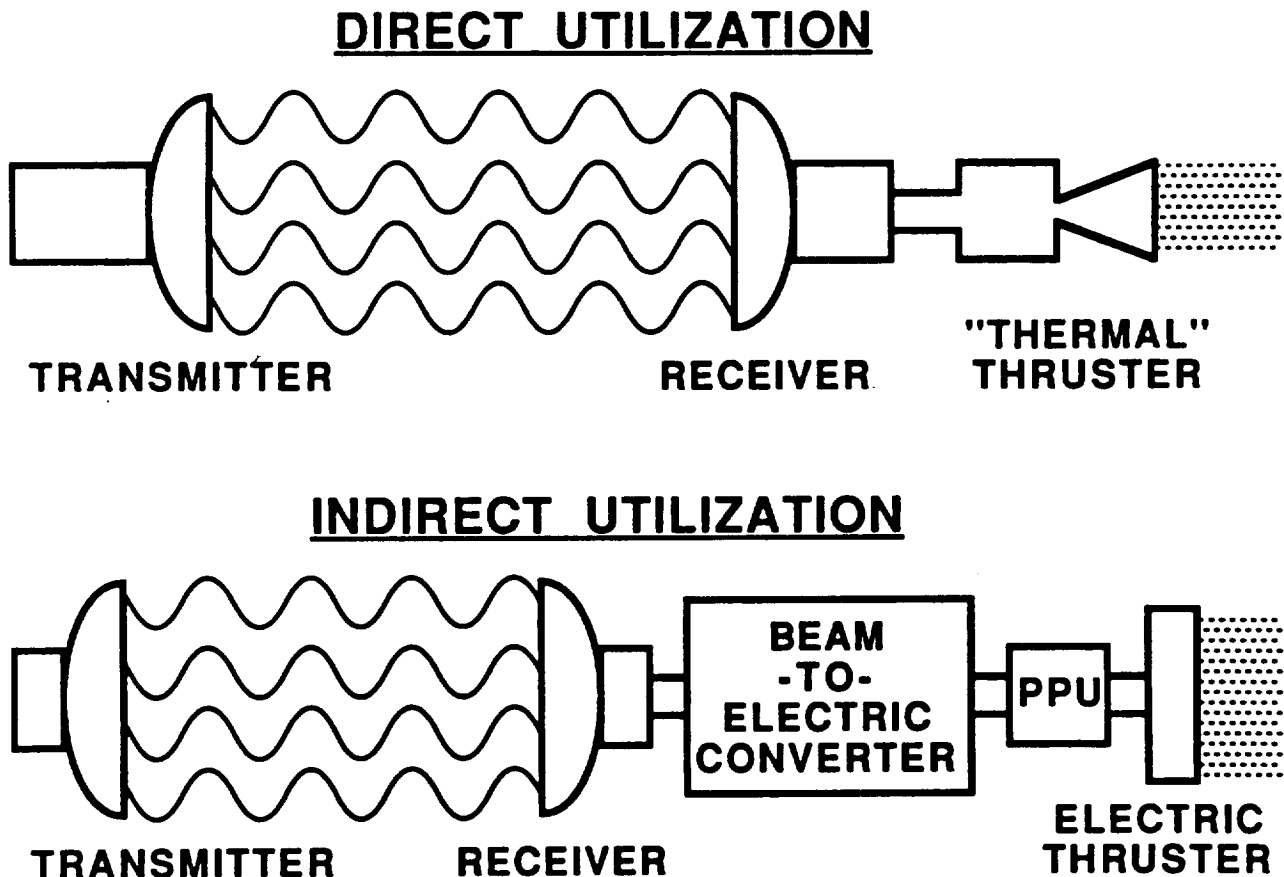 DIRECT UTILIZATION
"THERMAL"
THRUSTER
TRANSMITTER
RECEIVER
INDIRECT UTILIZATION
BEAM
-TO-
ELECTRIC
CONVERTER
PPU
ELECTRIC
THRUSTER
TRANSMITTER
RECEIVER